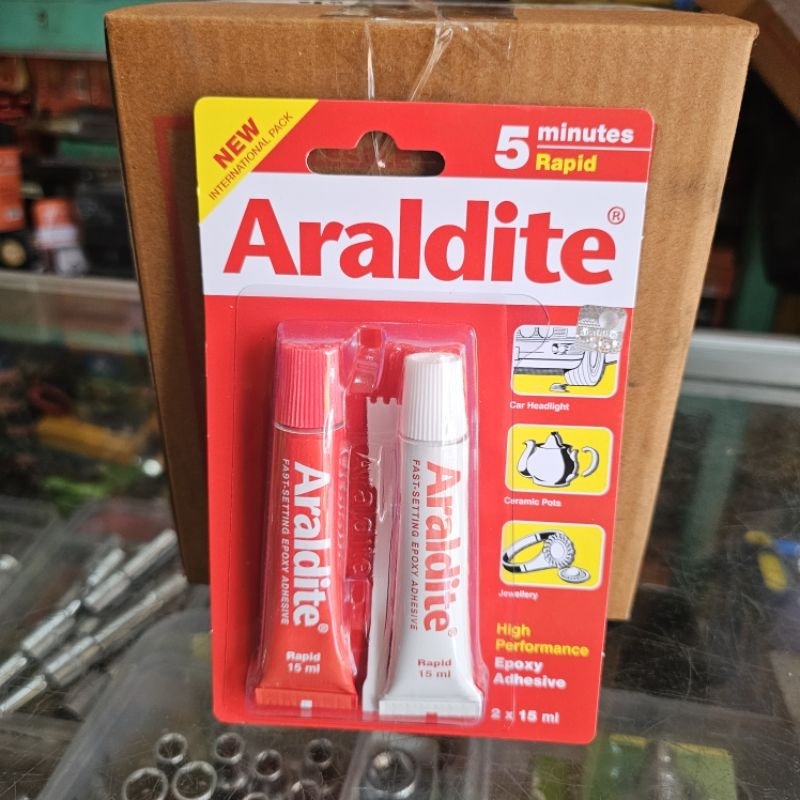 NEW
INTERNATIONAL PACK
5 minutes
Rapid
Araldite®
Car Headlight
Ceramic Pots
Jewellery
Araldite®
FAST-SETTING EPOXY ADHESIVE
Rapid
15 ml
Araldite®
FAST-SETTING EPOXY ADHESIVE
Rapid
15 ml
High
Performance
Epoxy
Adhesive
2 x 15 ml